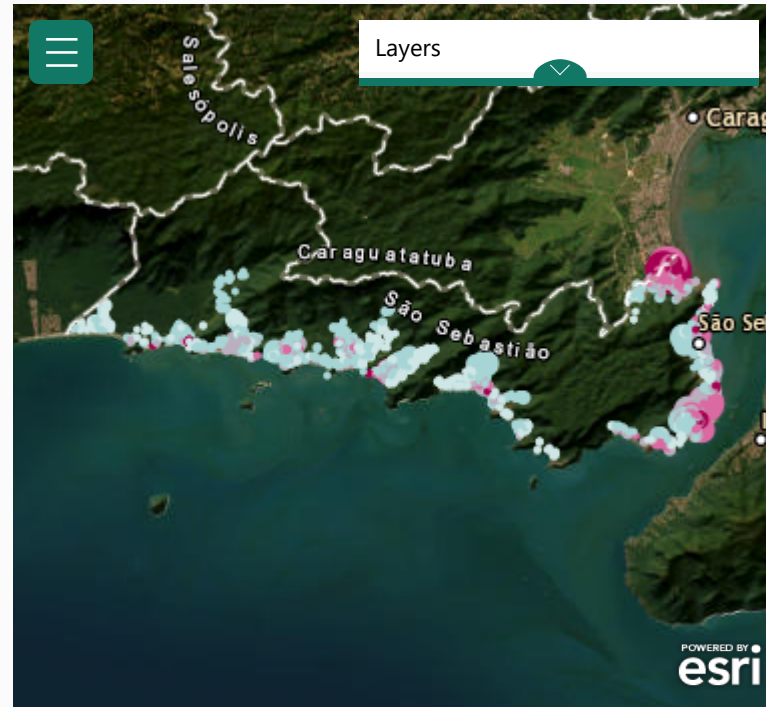 Layers
Salesópolis
Carag
Caraguatatuba
São Sebastião
São Se
POWERED BY
esri